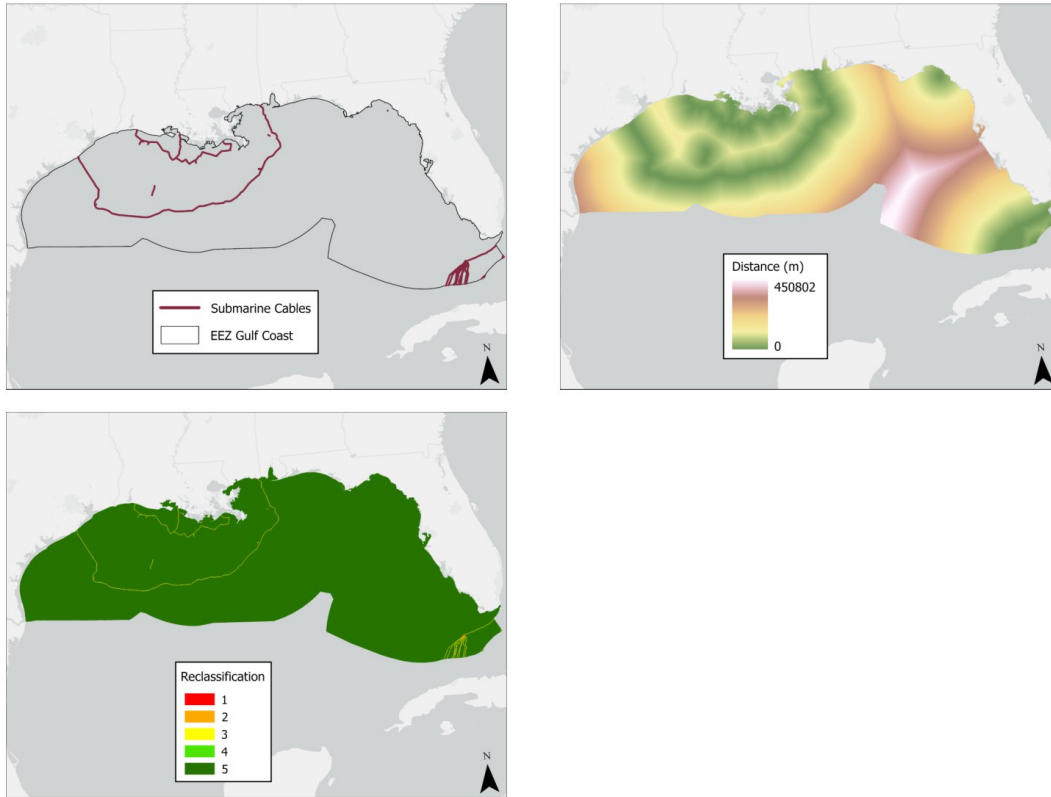 N
Submarine Cables
EEZ Gulf Coast
N
Distance (m)
450802
0
N
Reclassification
1
2
3
4
5